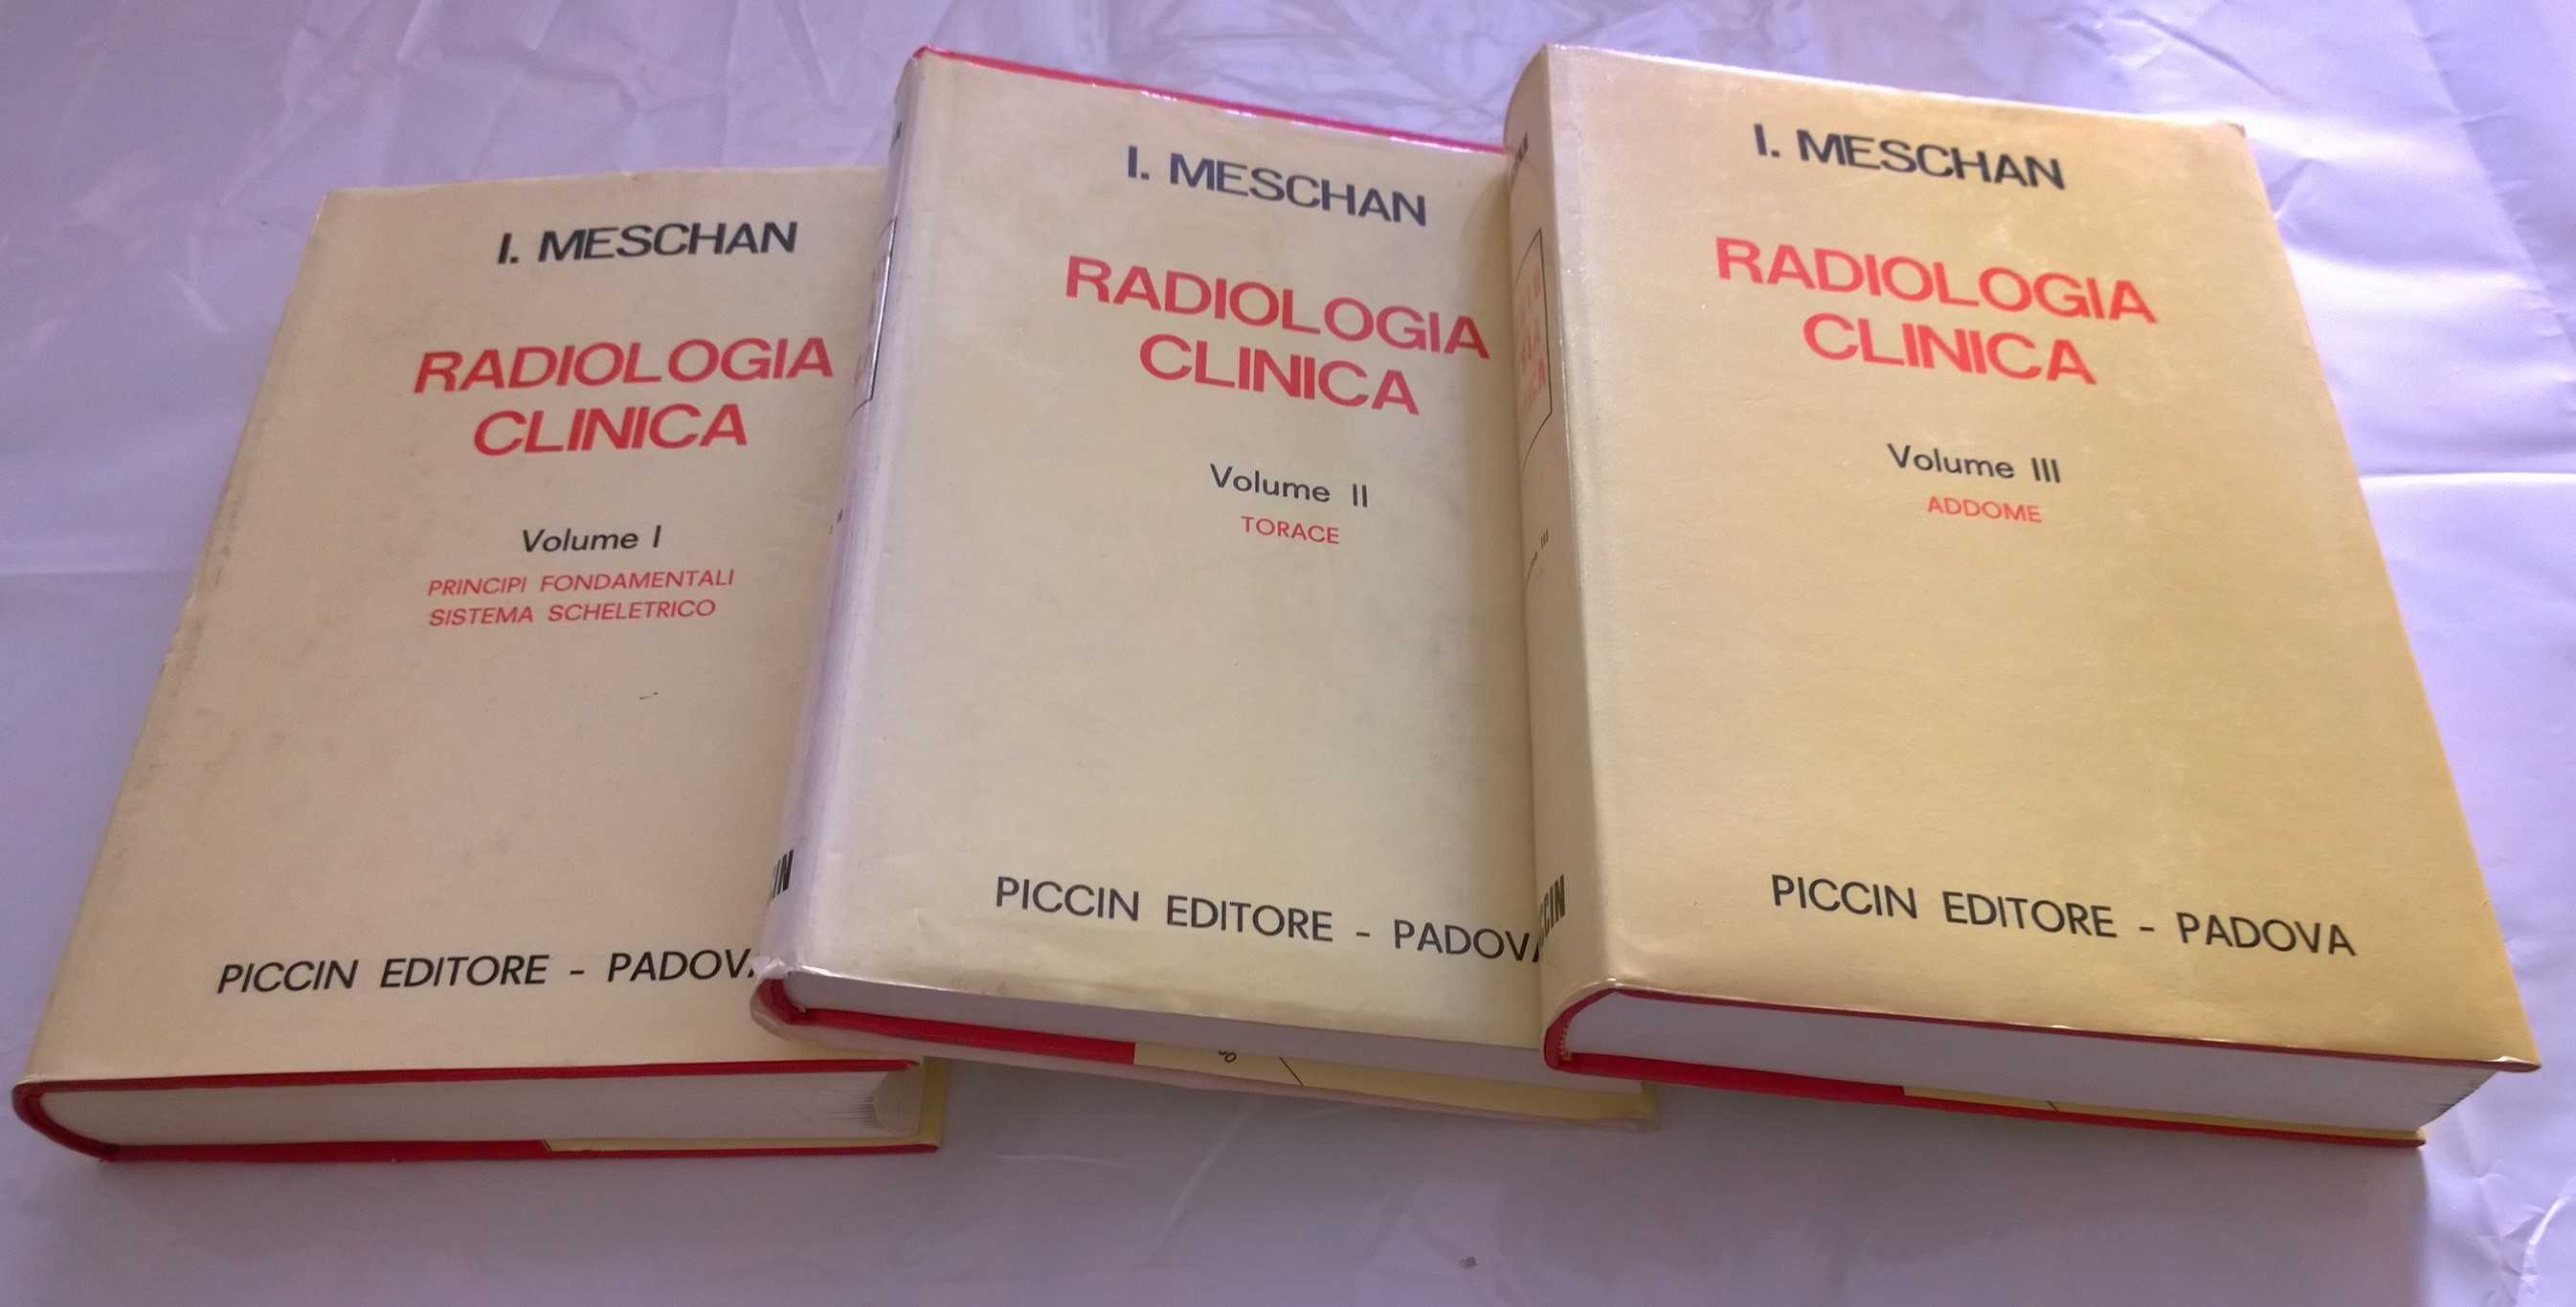 I. MESCHAN
RADIOLOGIA
CLINICA
Volume I
PRINCIPI FONDAMENTALI
SISTEMA SCHELETRICO
PICCIN EDITORE - PADOVA
I. MESCHAN
RADIOLOGIA
CLINICA
Volume II
TORACE
PICCIN EDITORE - PADOVA
I. MESCHAN
RADIOLOGIA
CLINICA
Volume III
ADDOME
PICCIN EDITORE - PADOVA